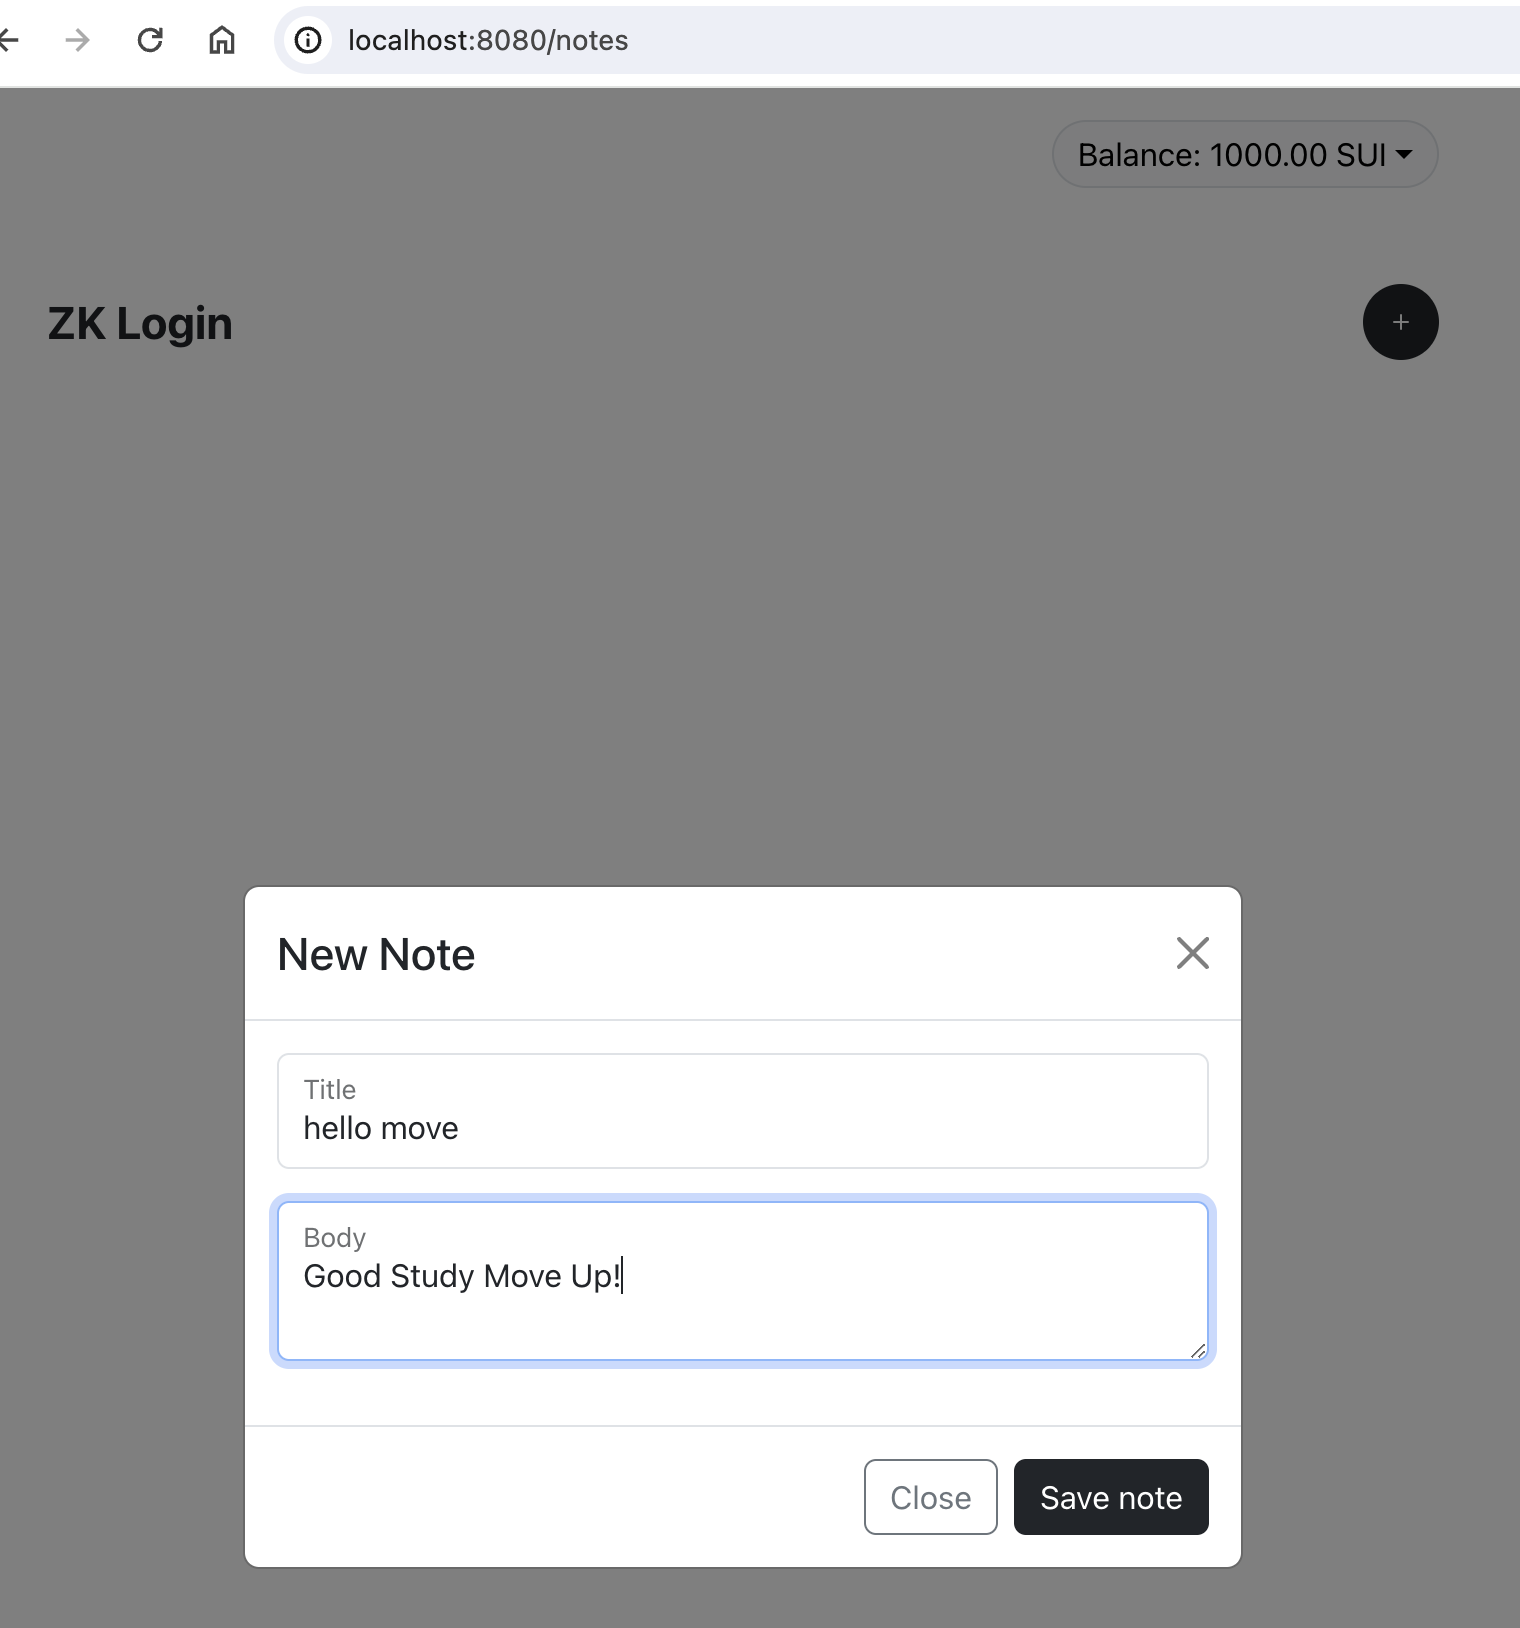 localhost:8080/notes
Balance: 1000.00 SUI
ZK Login
+
New Note
Title
hello move
Body
Good Study Move Up!
Close
Save note